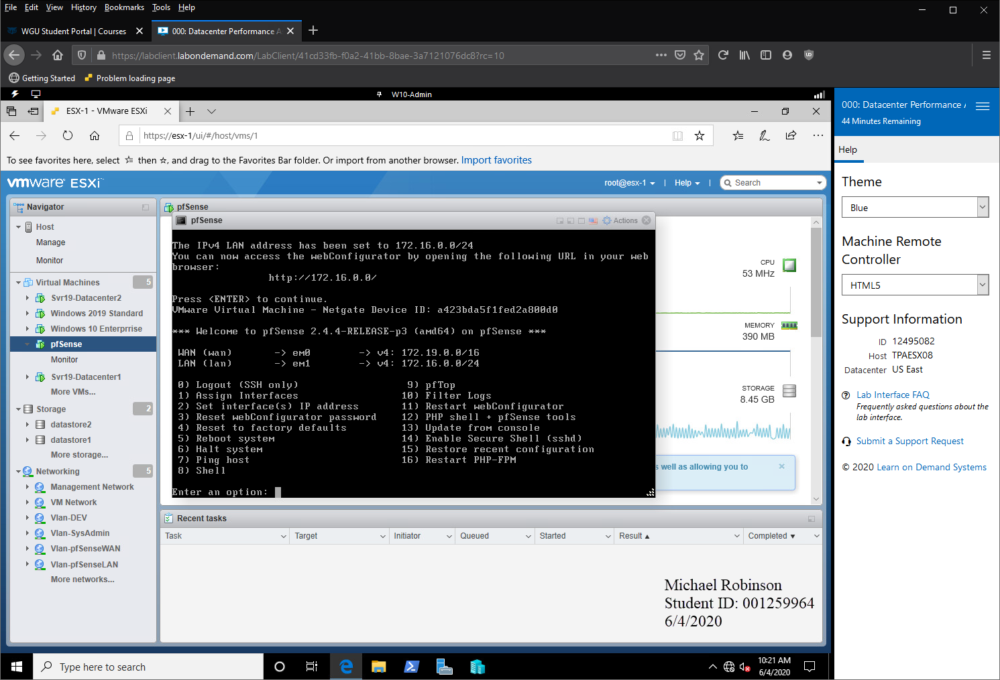 File Edit View History Bookmarks Tools Help
WGU Student Portal | Courses
000: Datacenter Performance A
https://labclient.labondemand.com/LabClient/41cd33fb-f0a2-41bb-8bae-3a7121076dc8?rc=10
Getting Started Problem loading page
W10-Admin
ESX-1 - VMware ESXi
https://esx-1/ui/#/host/vms/1
To see favorites here, select then ☆, and drag to the Favorites Bar folder. Or import from another browser. Import favorites
vmware ESXi
root@esx-1 | Help | Search
Navigator
Host
Manage
Monitor
Virtual Machines 5
Svr19-Datacenter2
Windows 2019 Standard
Windows 10 Enterprrise
pfSense
Monitor
Svr19-Datacenter1
More VMs...
Storage 2
datastore2
datastore1
More storage...
Networking 5
Management Network
VM Network
Vlan-DEV
Vlan-SysAdmin
Vlan-pfSenseWAN
Vlan-pfSenseLAN
More networks...
pfSense
pfSense Actions
The IPv4 LAN address has been set to 172.16.0.0/24
You can now access the webConfigurator by opening the following URL in your web
browser:
http://172.16.0.0/
Press <ENTER> to continue.
VMware Virtual Machine - Netgate Device ID: a423bda5f1fed2a800d0
*** Welcome to pfSense 2.4.4-RELEASE-p3 (amd64) on pfSense ***
WAN (wan) -> em0 -> v4: 172.19.0.0/16
LAN (lan) -> em1 -> v4: 172.16.0.0/24
0) Logout (SSH only) 9) pfTop
1) Assign Interfaces 10) Filter Logs
2) Set interface(s) IP address 11) Restart webConfigurator
3) Reset webConfigurator password 12) PHP shell + pfSense tools
4) Reset to factory defaults 13) Update from console
5) Reboot system 14) Enable Secure Shell (sshd)
6) Halt system 15) Restore recent configuration
7) Ping host 16) Restart PHP-FPM
8) Shell
Enter an option:
CPU
53 MHz
MEMORY
390 MB
STORAGE
8.45 GB
s well as allowing you to
Recent tasks
Task Target Initiator Queued Started Result ▲ Completed ▼
Michael Robinson
Student ID: 001259964
6/4/2020
Type here to search
10:21 AM
6/4/2020
000: Datacenter Performance A
44 Minutes Remaining
Help
Theme
Blue
Machine Remote
Controller
HTML5
Support Information
ID 12495082
Host TPAESX08
Datacenter US East
Lab Interface FAQ
Frequently asked questions about the
lab interface.
Submit a Support Request
© 2020 Learn on Demand Systems